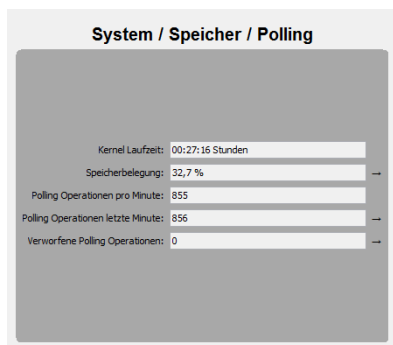 System / Speicher / Polling
Kernel Laufzeit: 00:27:16 Stunden
Speicherbelegung: 32,7 % →
Polling Operationen pro Minute: 855
Polling Operationen letzte Minute: 856 →
Verworfene Polling Operationen: 0 →